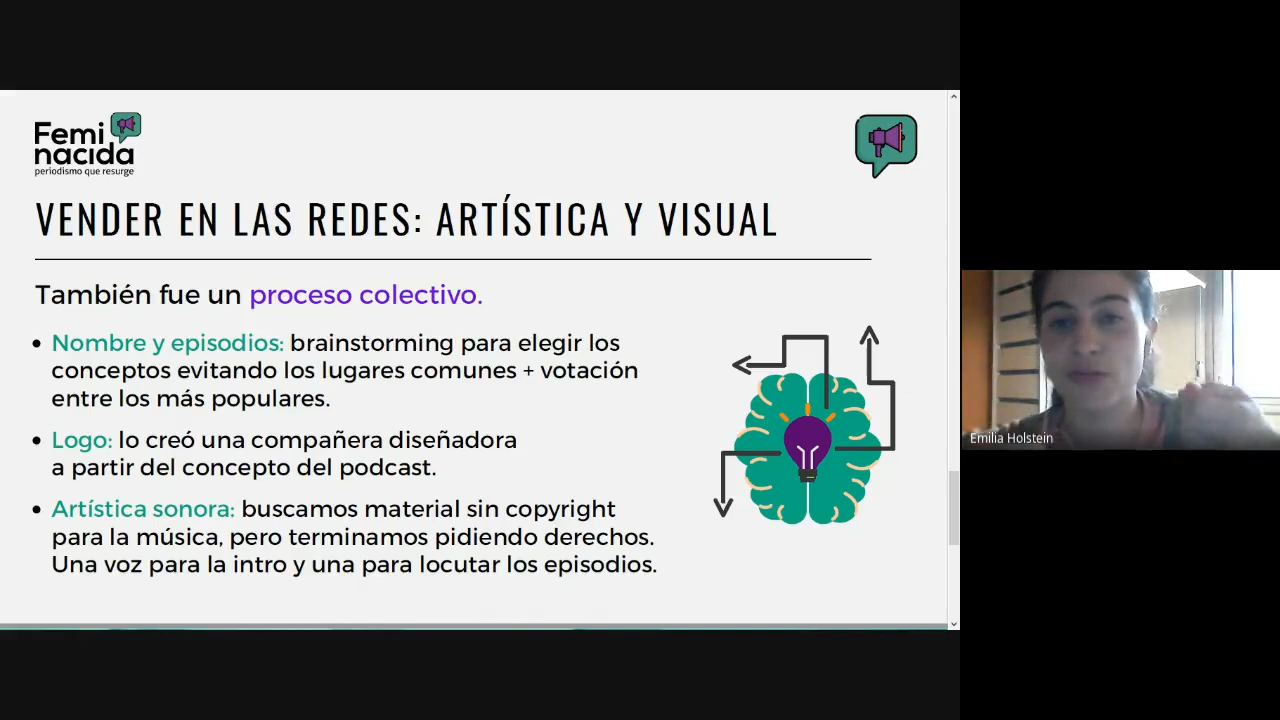 Femi
nacida
periodismo que resurge
VENDER EN LAS REDES: ARTÍSTICA Y VISUAL
También fue un proceso colectivo.
• Nombre y episodios: brainstorming para elegir los
conceptos evitando los lugares comunes + votación
entre los más populares.
• Logo: lo creó una compañera diseñadora
a partir del concepto del podcast.
• Artística sonora: buscamos material sin copyright
para la música, pero terminamos pidiendo derechos.
Una voz para la intro y una para locutar los episodios.
Emilia Holstein